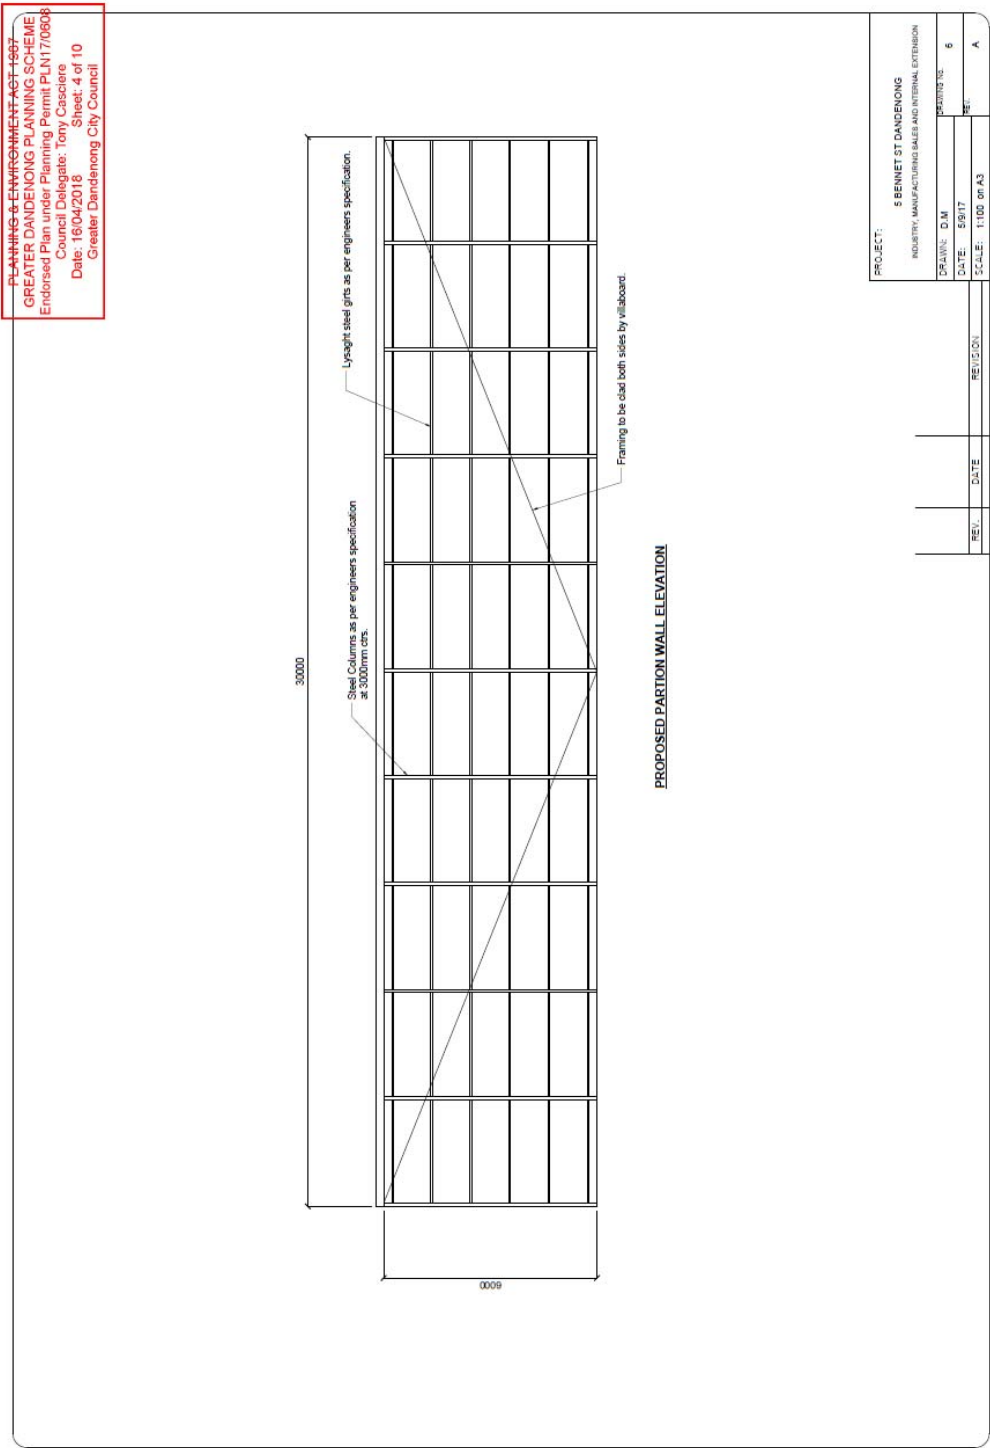 PLANNING & ENVIRONMENT ACT 1987
GREATER DANDENONG PLANNING SCHEME
Endorsed Plan under Planning Permit PLN17/0608
Council Delegate: Tony Casciere
Date: 16/04/2018 Sheet: 4 of 10
Greater Dandenong City Council
30000
Steel Columns as per engineers specification
at 3000mm ctrs.
Lysaght steel girts as per engineers specification.
6000
Framing to be clad both sides by villaboard.
PROPOSED PARTION WALL ELEVATION
REV. DATE REVISION
PROJECT:
5 BENNET ST DANDENONG
INDUSTRY, MANUFACTURING SALES AND INTERNAL EXTENSION
DRAWN: D.M
DATE: 5/9/17
SCALE: 1:100 on A3
DRAWING No.
6
REV.
A